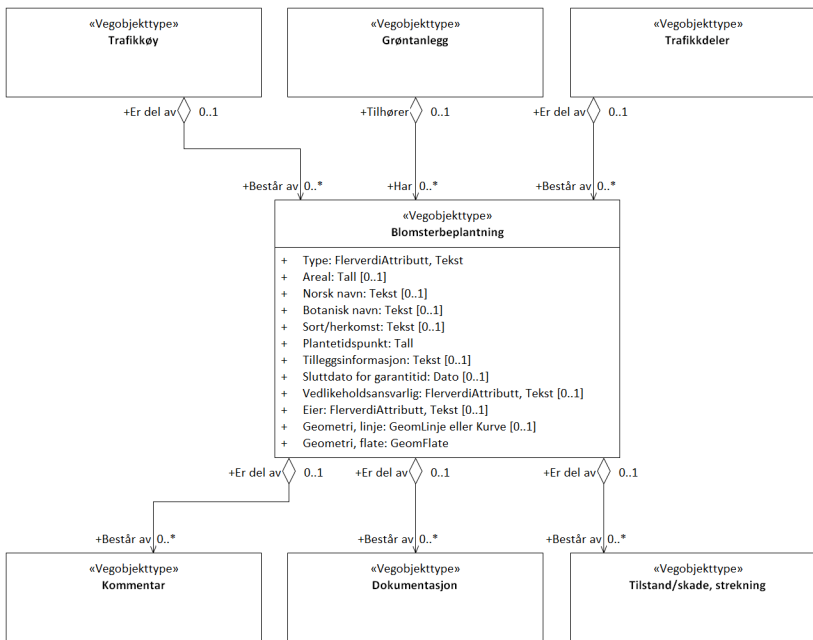 «Vegobjekttype»
Trafikkøy
«Vegobjekttype»
Grøntanlegg
«Vegobjekttype»
Trafikkdeler
+Er del av 0..1
+Tilhører 0..1
+Er del av 0..1
+Består av 0..*
+Har 0..*
+Består av 0..*
«Vegobjekttype»
Blomsterbeplantning
+ Type: FlerverdiAttributt, Tekst
+ Areal: Tall [0..1]
+ Norsk navn: Tekst [0..1]
+ Botanisk navn: Tekst [0..1]
+ Sort/herkomst: Tekst [0..1]
+ Plantetidspunkt: Tall
+ Tilleggsinformasjon: Tekst [0..1]
+ Sluttdato for garantitid: Dato [0..1]
+ Vedlikeholdsansvarlig: FlerverdiAttributt, Tekst [0..1]
+ Eier: FlerverdiAttributt, Tekst [0..1]
+ Geometri, linje: GeomLinje eller Kurve [0..1]
+ Geometri, flate: GeomFlate
+Er del av 0..1
+Er del av 0..1
+Er del av 0..1
+Består av 0..*
+Består av 0..*
+Består av 0..*
«Vegobjekttype»
Kommentar
«Vegobjekttype»
Dokumentasjon
«Vegobjekttype»
Tilstand/skade, strekning